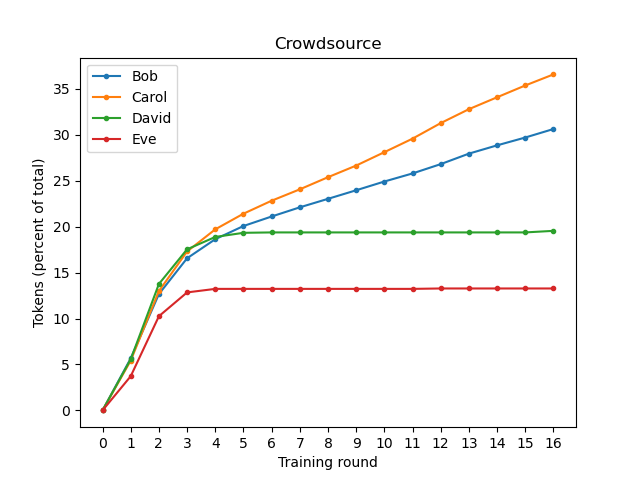 Crowdsource
Bob
Carol
David
Eve
Tokens (percent of total)
35
30
25
20
15
10
5
0
0 1 2 3 4 5 6 7 8 9 10 11 12 13 14 15 16
Training round